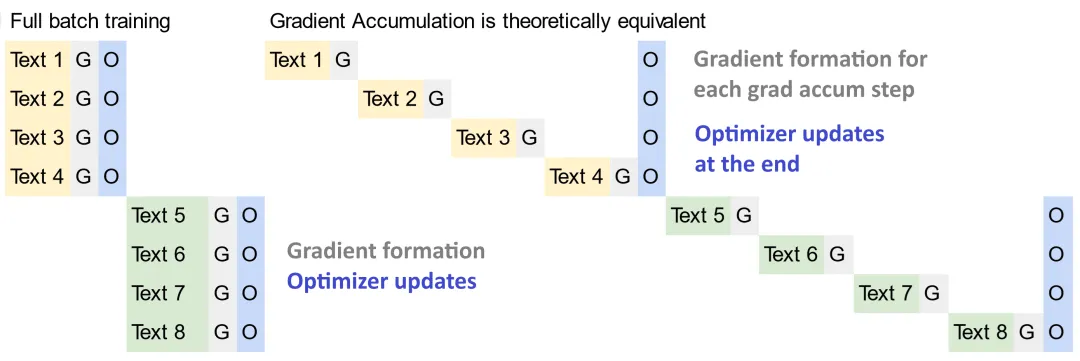 Full batch training
Gradient Accumulation is theoretically equivalent
Text 1 G O
Text 2 G O
Text 3 G O
Text 4 G O
Text 5 G O
Text 6 G O
Text 7 G O
Text 8 G O
Gradient formation
Optimizer updates
Text 1 G O
Text 2 G O
Text 3 G O
Text 4 G O
Gradient formation for
each grad accum step
Optimizer updates
at the end
Text 5 G O
Text 6 G O
Text 7 G O
Text 8 G O